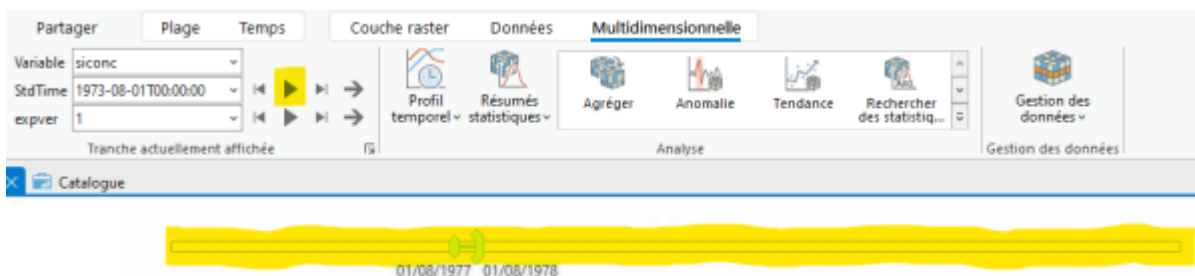 Partager Plage Temps Couche raster Données Multidimensionnelle
Variable siconc
StdTime 1973-08-01T00:00:00
expver 1
Profil temporel
Résumés statistiques
Agréger
Anomalie
Tendance
Rechercher des statistiq...
Gestion des données
Tranche actuellement affichée Analyse Gestion des données
Catalogue
01/08/1977 01/08/1978